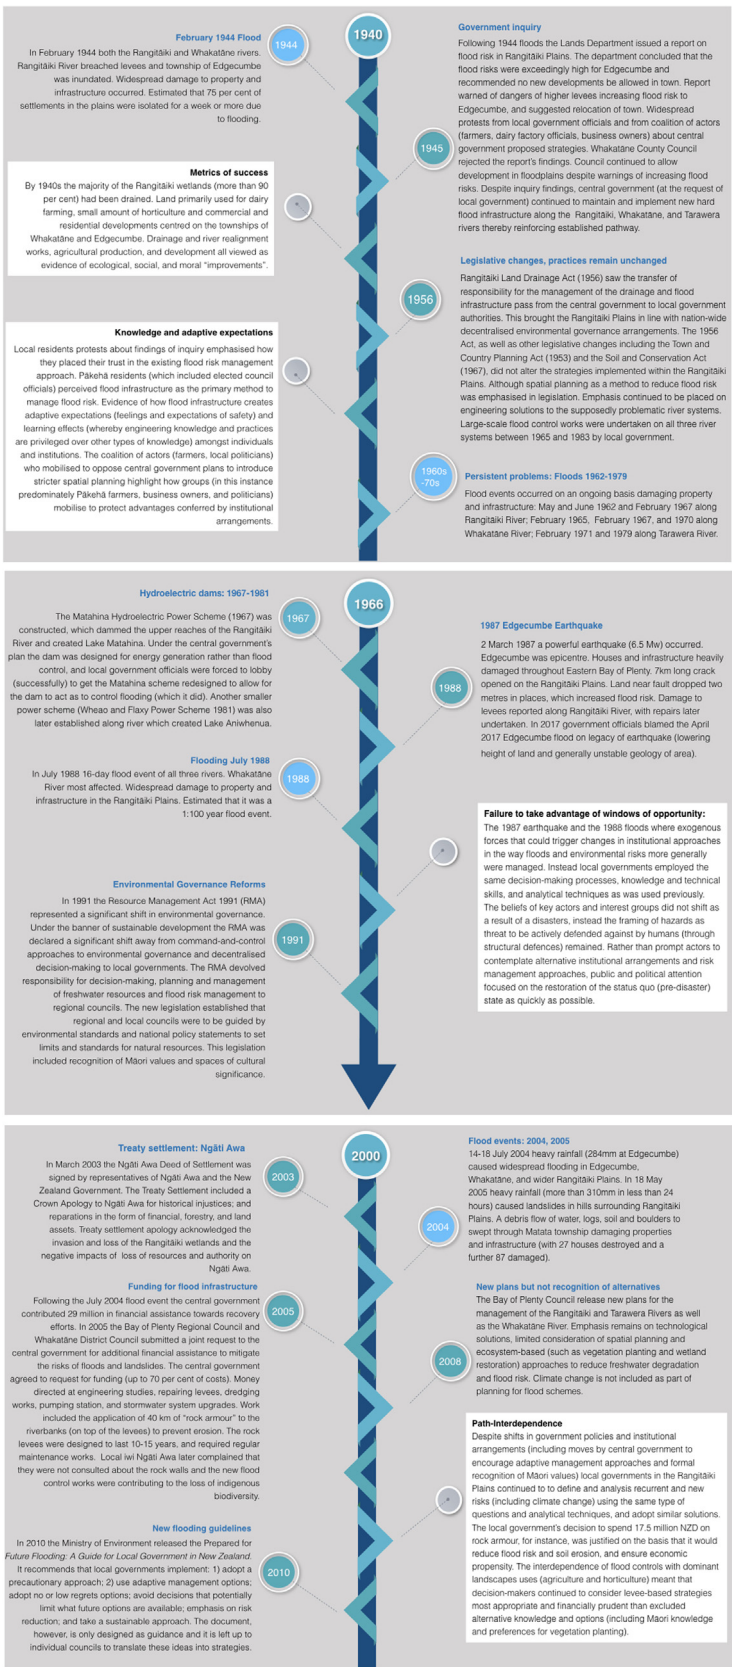 1940
February 1944 Flood
1944
In February 1944 both the Rangitāiki and Whakatāne rivers.
Rangitāiki River breached levees and township of Edgecumbe
was inundated. Widespread damage to property and
infrastructure occurred. Estimated that 75 per cent of
settlements in the plains were isolated for a week or more due
to flooding.
Government inquiry
Following 1944 floods the Lands Department issued a report on
flood risk in Rangitāiki Plains. The department concluded that the
flood risks were exceedingly high for Edgecumbe and
recommended no new developments be allowed in town. Report
warned of dangers of higher levees increasing flood risk to
Edgecumbe, and suggested relocation of town. Widespread
protests from local government officials and from coalition of actors
(farmers, dairy factory officials, business owners) about central
government proposed strategies. Whakatāne County Council
rejected the report's findings. Council continued to allow
development in floodplains despite warnings of increasing flood
risks. Despite inquiry findings, central government (at the request of
local government) continued to maintain and implement new hard
flood infrastructure along the Rangitāiki, Whakatāne, and Tarawera
rivers thereby reinforcing established pathway.
1945
Metrics of success
By 1940s the majority of the Rangitāiki wetlands (more than 90
per cent) had been drained. Land primarily used for dairy
farming, small amount of horticulture and commercial and
residential developments centred on the townships of
Whakatāne and Edgecumbe. Drainage and river realignment
works, agricultural production, and development all viewed as
evidence of ecological, social, and moral "improvements".
Legislative changes, practices remain unchanged
1956
Rangitāiki Land Drainage Act (1956) saw the transfer of
responsibility for the management of the drainage and flood
infrastructure pass from the central government to local government
authorities. This brought the Rangitāiki Plains in line with nation-wide
decentralised environmental governance arrangements. The 1956
Act, as well as other legislative changes including the Town and
Country Planning Act (1953) and the Soil and Conservation Act
(1967), did not alter the strategies implemented within the Rangitāiki
Plains. Although spatial planning as a method to reduce flood risk
was emphasised in legislation. Emphasis continued to be placed on
engineering solutions to the supposedly problematic river systems.
Large-scale flood control works were undertaken on all three river
systems between 1965 and 1983 by local government.
Knowledge and adaptive expectations
Local residents protests about findings of inquiry emphasised how
they placed their trust in the existing flood risk management
approach. Pākehā residents (which included elected council
officials) perceived flood infrastructure as the primary method to
manage flood risk. Evidence of how flood infrastructure creates
adaptive expectations (feelings and expectations of safety) and
learning effects (whereby engineering knowledge and practices
are privileged over other types of knowledge) amongst individuals
and institutions. The coalition of actors (farmers, local politicians)
who mobilised to oppose central government plans to introduce
stricter spatial planning highlight how groups (in this instance
predominately Pākehā farmers, business owners, and politicians)
mobilise to protect advantages conferred by institutional
arrangements.
1960s
-70s
Persistent problems: Floods 1962-1979
Flood events occurred on an ongoing basis damaging property
and infrastructure: May and June 1962 and February 1967 along
Rangitāiki River; February 1965, February 1967, and 1970 along
Whakatāne River; February 1971 and 1979 along Tarawera River.
1966
Hydroelectric dams: 1967-1981
1967
The Matahina Hydroelectric Power Scheme (1967) was
constructed, which dammed the upper reaches of the Rangitāiki
River and created Lake Matahina. Under the central government's
plan the dam was designed for energy generation rather than flood
control, and local government officials were forced to lobby
(successfully) to get the Matahina scheme redesigned to allow for
the dam to act as to control flooding (which it did). Another smaller
power scheme (Wheao and Flaxy Power Scheme 1981) was also
later established along river which created Lake Aniwhenua.
1987 Edgecumbe Earthquake
1988
2 March 1987 a powerful earthquake (6.5 Mw) occurred.
Edgecumbe was epicentre. Houses and infrastructure heavily
damaged throughout Eastern Bay of Plenty. 7km long crack
opened on the Rangitāiki Plains. Land near fault dropped two
metres in places, which increased flood risk. Damage to
levees reported along Rangitāiki River, with repairs later
undertaken. In 2017 government officials blamed the April
2017 Edgecumbe flood on legacy of earthquake (lowering
height of land and generally unstable geology of area).
Flooding July 1988
1988
In July 1988 16-day flood event of all three rivers. Whakatāne
River most affected. Widespread damage to property and
infrastructure in the Rangitāiki Plains. Estimated that it was a
1:100 year flood event.
Failure to take advantage of windows of opportunity:
The 1987 earthquake and the 1988 floods where exogenous
forces that could trigger changes in institutional approaches
in the way floods and environmental risks more generally
were managed. Instead local governments employed the
same decision-making processes, knowledge and technical
skills, and analytical techniques as was used previously.
The beliefs of key actors and interest groups did not shift as
a result of a disasters, instead the framing of hazards as
threat to be actively defended against by humans (through
structural defences) remained. Rather than prompt actors to
contemplate alternative institutional arrangements and risk
management approaches, public and political attention
focused on the restoration of the status quo (pre-disaster)
state as quickly as possible.
Environmental Governance Reforms
1991
In 1991 the Resource Management Act 1991 (RMA)
represented a significant shift in environmental governance.
Under the banner of sustainable development the RMA was
declared a significant shift away from command-and-control
approaches to environmental governance and decentralised
decision-making to local governments. The RMA devolved
responsibility for decision-making, planning and management
of freshwater resources and flood risk management to
regional councils. The new legislation established that
regional and local councils were to be guided by
environmental standards and national policy statements to set
limits and standards for natural resources. This legislation
included recognition of Māori values and spaces of cultural
significance.
2000
Treaty settlement: Ngāti Awa
2003
In March 2003 the Ngāti Awa Deed of Settlement was
signed by representatives of Ngāti Awa and the New
Zealand Government. The Treaty Settlement included a
Crown Apology to Ngāti Awa for historical injustices; and
reparations in the form of financial, forestry, and land
assets. Treaty settlement apology acknowledged the
invasion and loss of the Rangitāiki wetlands and the
negative impacts of loss of resources and authority on
Ngāti Awa.
Flood events: 2004, 2005
2004
14-18 July 2004 heavy rainfall (284mm at Edgecumbe)
caused widespread flooding in Edgecumbe,
Whakatāne, and wider Rangitāiki Plains. In 18 May
2005 heavy rainfall (more than 310mm in less than 24
hours) caused landslides in hills surrounding Rangitāiki
Plains. A debris flow of water, logs, soil and boulders to
swept through Matata township damaging properties
and infrastructure (with 27 houses destroyed and a
further 87 damaged).
Funding for flood infrastructure
2005
Following the July 2004 flood event the central government
contributed 29 million in financial assistance towards recovery
efforts. In 2005 the Bay of Plenty Regional Council and
Whakatāne District Council submitted a joint request to the
central government for additional financial assistance to mitigate
the risks of floods and landslides. The central government
agreed to request for funding (up to 70 per cent of costs). Money
directed at engineering studies, repairing levees, dredging
works, pumping station, and stormwater system upgrades. Work
included the application of 40 km of "rock armour" to the
riverbanks (on top of the levees) to prevent erosion. The rock
levees were designed to last 10-15 years, and required regular
maintenance works. Local iwi Ngāti Awa later complained that
they were not consulted about the rock walls and the new flood
control works were contributing to the loss of indigenous
biodiversity.
New plans but not recognition of alternatives
2008
The Bay of Plenty Council release new plans for the
management of the Rangitāiki and Tarawera Rivers as well
as the Whakatāne River. Emphasis remains on technological
solutions, limited consideration of spatial planning and
ecosystem-based (such as vegetation planting and wetland
restoration) approaches to reduce freshwater degradation
and flood risk. Climate change is not included as part of
planning for flood schemes.
Path-Interdependence
Despite shifts in government policies and institutional
arrangements (including moves by central government to
encourage adaptive management approaches and formal
recognition of Māori values) local governments in the Rangitāiki
Plains continued to to define and analysis recurrent and new
risks (including climate change) using the same type of
questions and analytical techniques, and adopt similar solutions.
The local government's decision to spend 17.5 million NZD on
rock armour, for instance, was justified on the basis that it would
reduce flood risk and soil erosion, and ensure economic
propensity. The interdependence of flood controls with dominant
landscapes uses (agriculture and horticulture) meant that
decision-makers continued to consider levee-based strategies
most appropriate and financially prudent than excluded
alternative knowledge and options (including Māori knowledge
and preferences for vegetation planting).
New flooding guidelines
2010
In 2010 the Ministry of Environment released the Prepared for
Future Flooding: A Guide for Local Government in New Zealand.
It recommends that local governments implement: 1) adopt a
precautionary approach; 2) use adaptive management options;
adopt no or low regrets options; avoid decisions that potentially
limit what future options are available; emphasis on risk
reduction; and take a sustainable approach. The document,
however, is only designed as guidance and it is left up to
individual councils to translate these ideas into strategies.